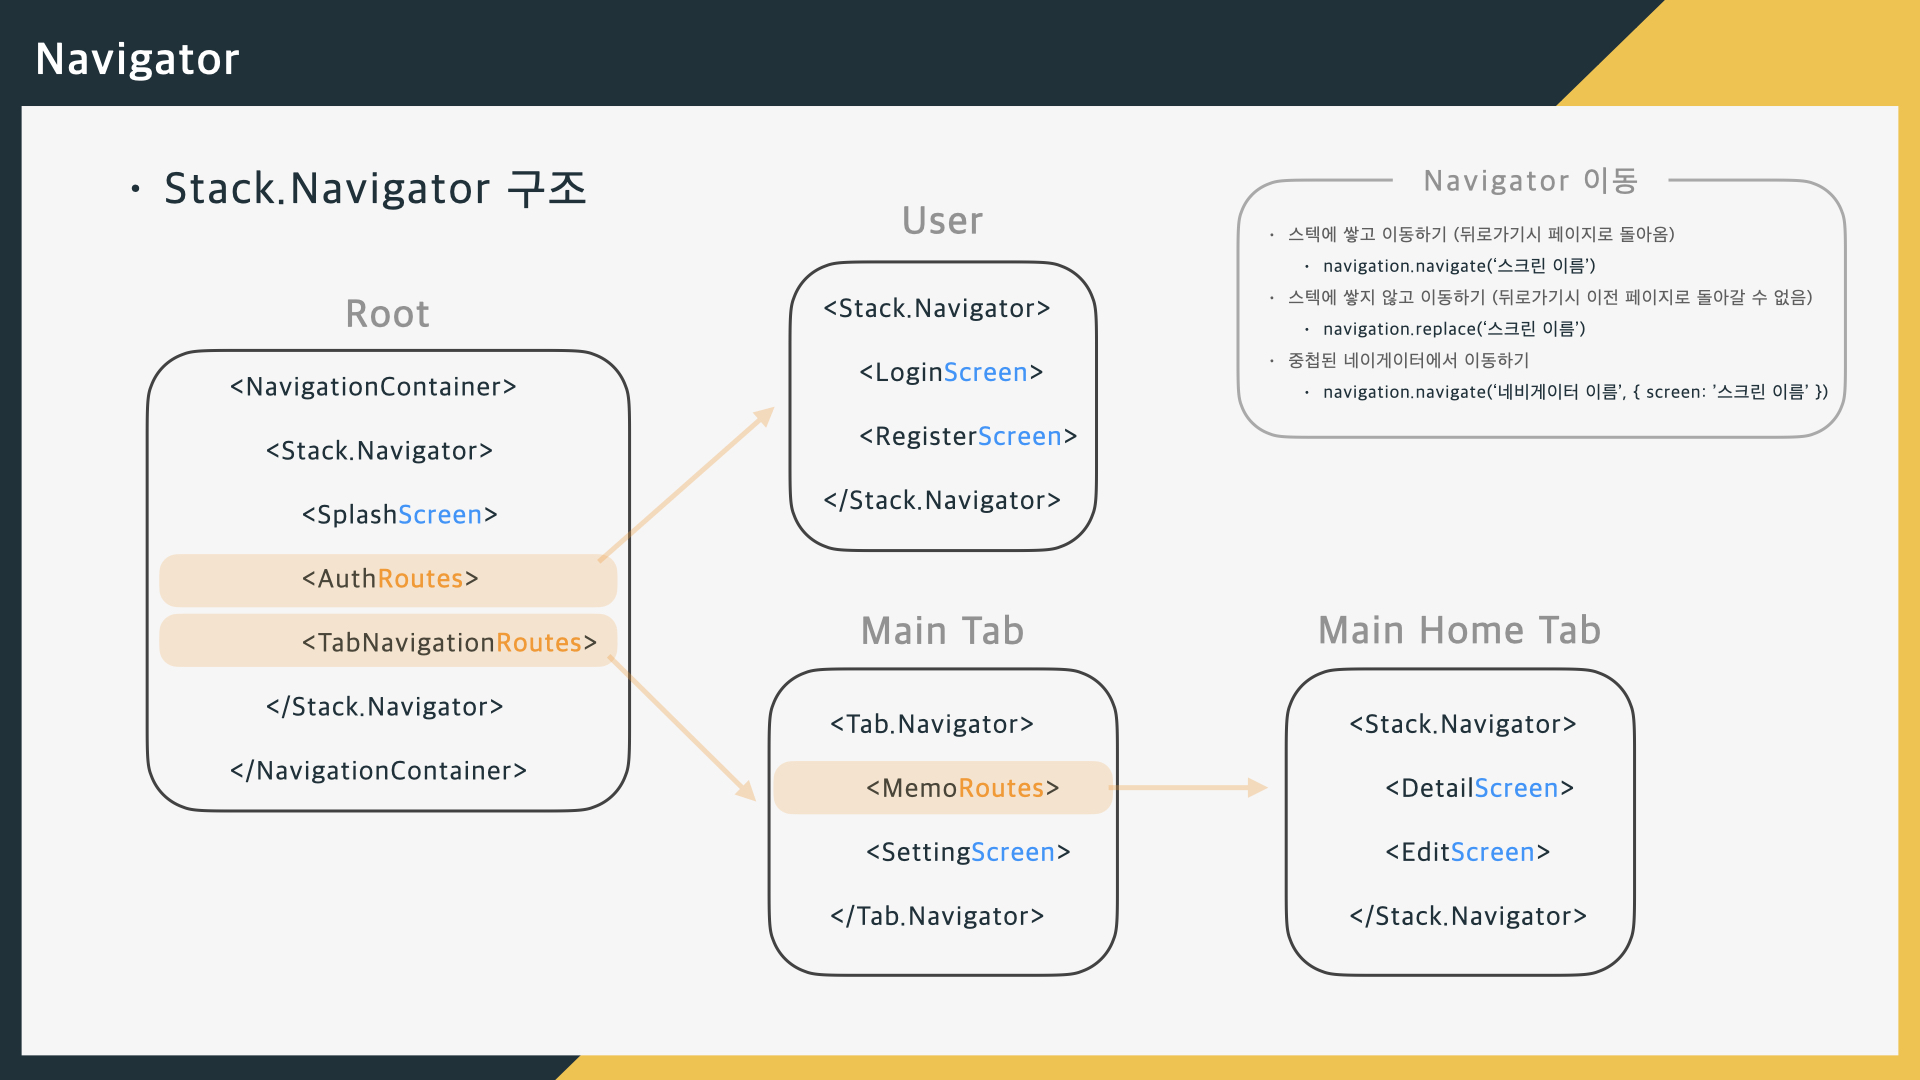 Navigator
• Stack.Navigator 구조
Root
<NavigationContainer>
<Stack.Navigator>
<SplashScreen>
<AuthRoutes>
<TabNavigationRoutes>
</Stack.Navigator>
</NavigationContainer>
User
<Stack.Navigator>
<LoginScreen>
<RegisterScreen>
</Stack.Navigator>
Navigator 이동
• 스텍에 쌓고 이동하기 (뒤로가기시 페이지로 돌아옴)
• navigation.navigate(‘스크린 이름’)
• 스텍에 쌓지 않고 이동하기 (뒤로가기시 이전 페이지로 돌아갈 수 없음)
• navigation.replace(‘스크린 이름’)
• 중첩된 네이게이터에서 이동하기
• navigation.navigate(‘네비게이터 이름’, { screen: ’스크린 이름’ })
Main Tab
<Tab.Navigator>
<MemoRoutes>
<SettingScreen>
</Tab.Navigator>
Main Home Tab
<Stack.Navigator>
<DetailScreen>
<EditScreen>
</Stack.Navigator>